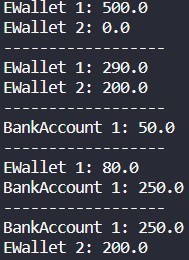 EWallet 1: 500.0
EWallet 2: 0.0
------------------
EWallet 1: 290.0
EWallet 2: 200.0
------------------
BankAccount 1: 50.0
------------------
EWallet 1: 80.0
BankAccount 1: 250.0
------------------
BankAccount 1: 250.0
EWallet 2: 200.0